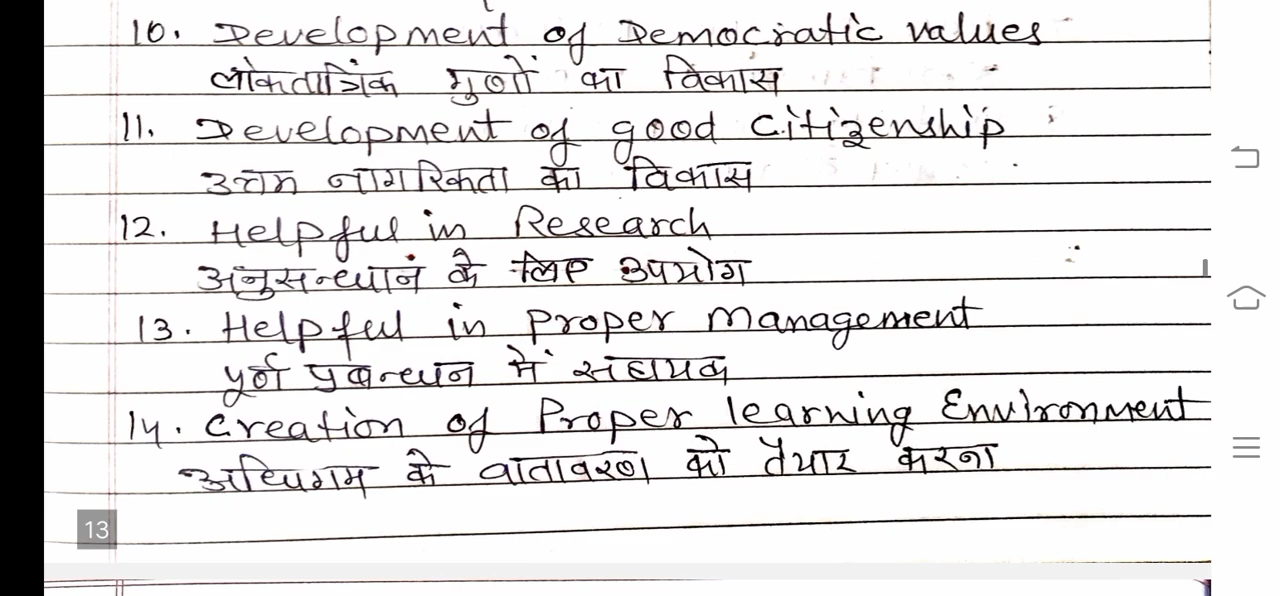 10. Development of Democratic values
लोकतांत्रिक गुणों का विकास
11. Development of good citizenship
उत्तम नागरिकता का विकास
12. Helpful in Research
अनुसन्धान के लिए उपयोग
13. Helpful in proper management
पूर्ण प्रबन्धन में सहायक
14. Creation of Proper learning Environment
अधिगम के वातावरण को तैयार करना
13